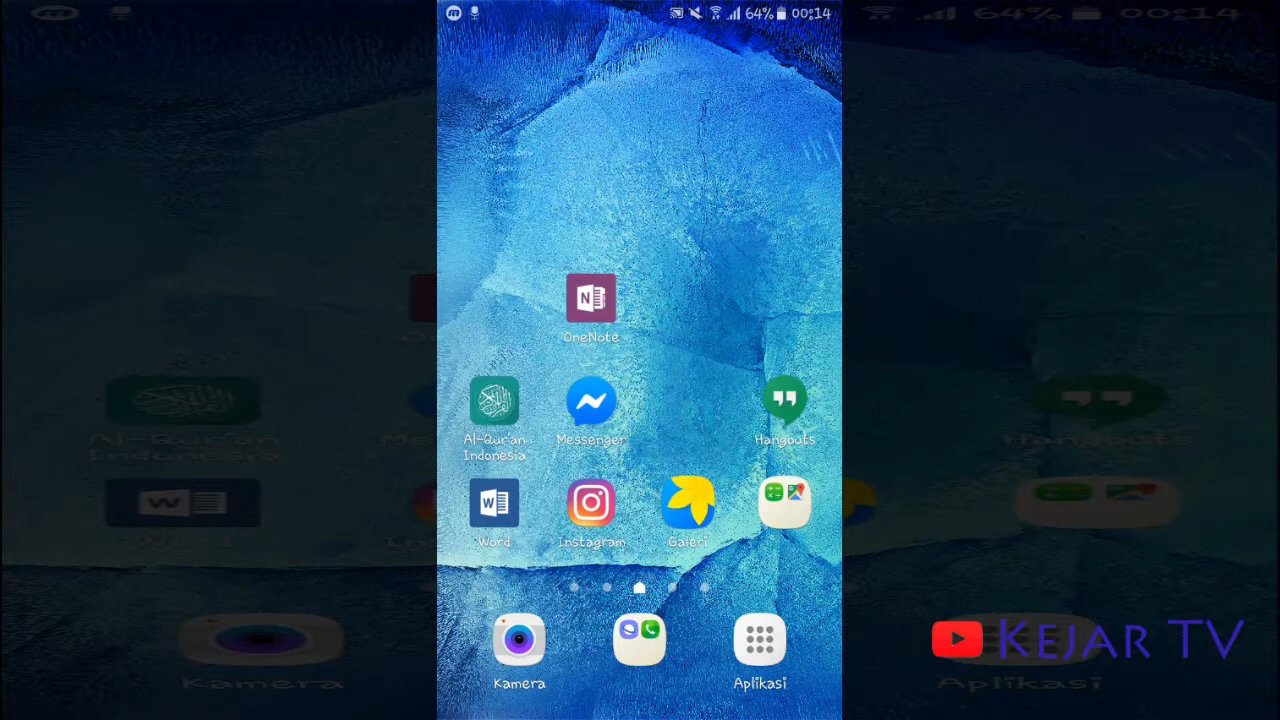 64% 00:14
OneNote
Al-Qur'an
Indonesia
Messenger
Hangouts
Word
Instagram
Galeri
Kamera
Aplikasi
KEJAR TV